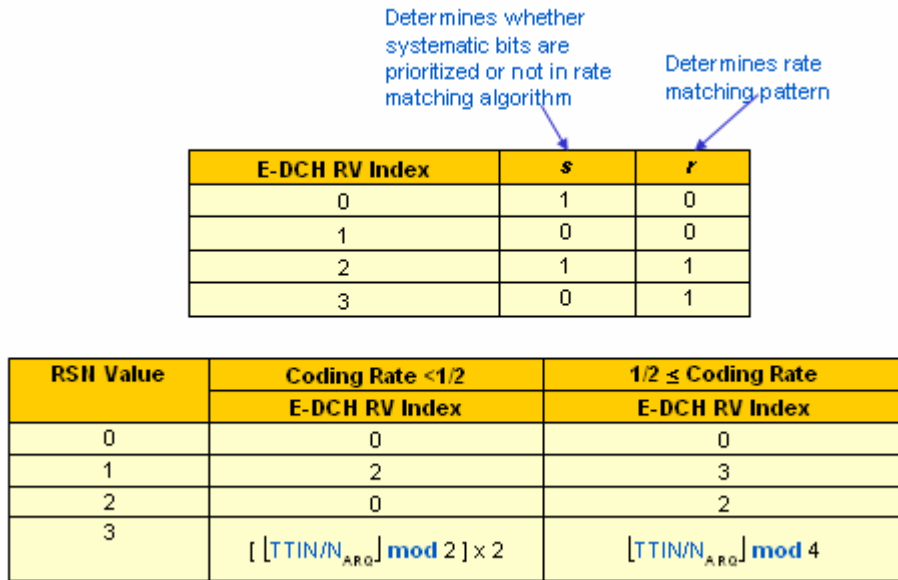 Determines whether
systematic bits are
prioritized or not in rate
matching algorithm
Determines rate
matching pattern
E-DCH RV Index s r
0 1 0
1 0 0
2 1 1
3 0 1
RSN Value Coding Rate <1/2 1/2 ≤ Coding Rate
E-DCH RV Index E-DCH RV Index
0 0 0
1 2 3
2 0 2
3 [ ⌊TTIN/N_ARQ⌋ mod 2 ] x 2 ⌊TTIN/N_ARQ⌋ mod 4